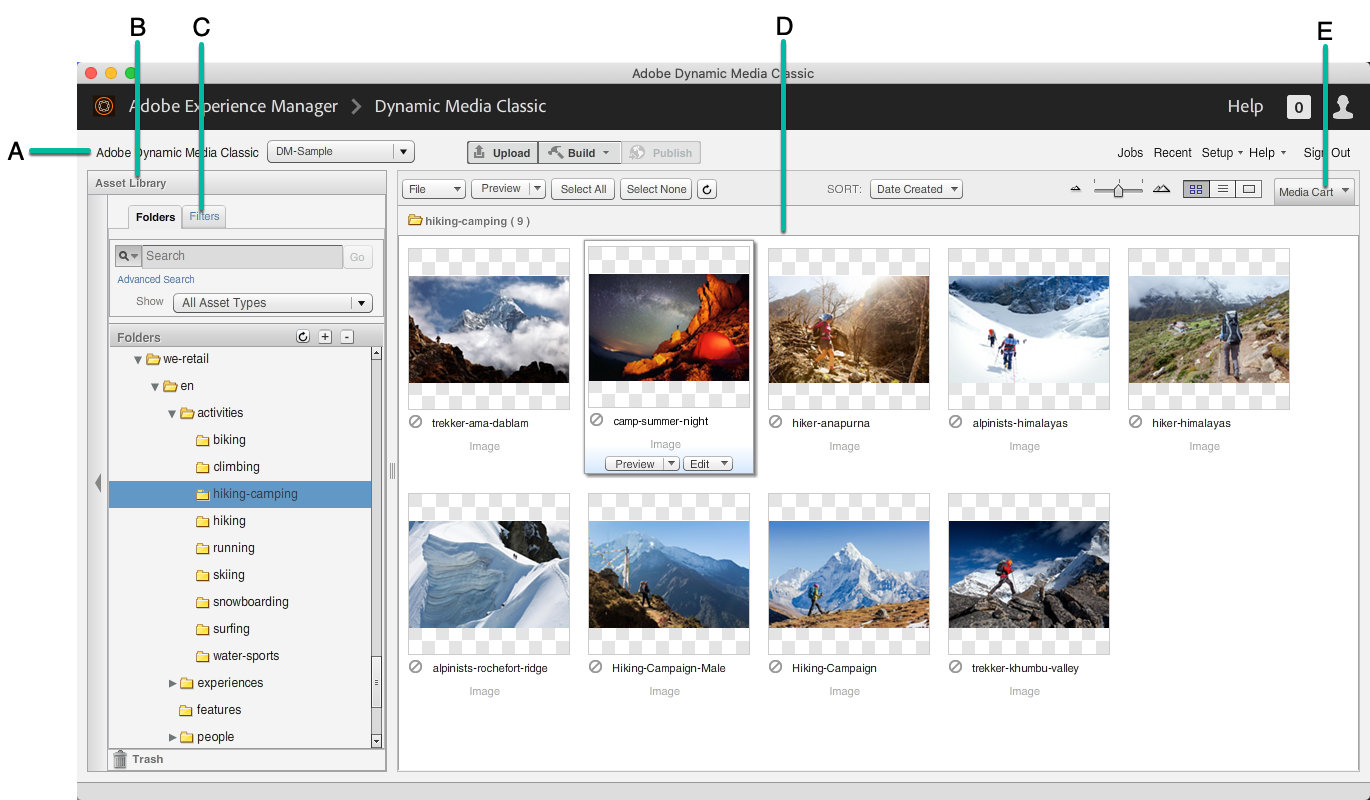 B
C
D
E
Adobe Dynamic Media Classic
Adobe Experience Manager > Dynamic Media Classic
Help
0
A
Adobe Dynamic Media Classic
DM-Sample
Upload
Build
Publish
Jobs
Recent
Setup
Help
Sign Out
Asset Library
File
Preview
Select All
Select None
SORT:
Date Created
Media Cart
Folders
Filters
hiking-camping ( 9 )
Search
Go
Advanced Search
Show
All Asset Types
Folders
+
-
we-retail
en
activities
biking
climbing
hiking-camping
hiking
running
skiing
snowboarding
surfing
water-sports
experiences
features
people
Trash
trekker-ama-dablam
Image
camp-summer-night
Image
Preview
Edit
hiker-anapurna
Image
alpinists-himalayas
Image
hiker-himalayas
Image
alpinists-rochefort-ridge
Image
Hiking-Campaign-Male
Image
Hiking-Campaign
Image
trekker-khumbu-valley
Image